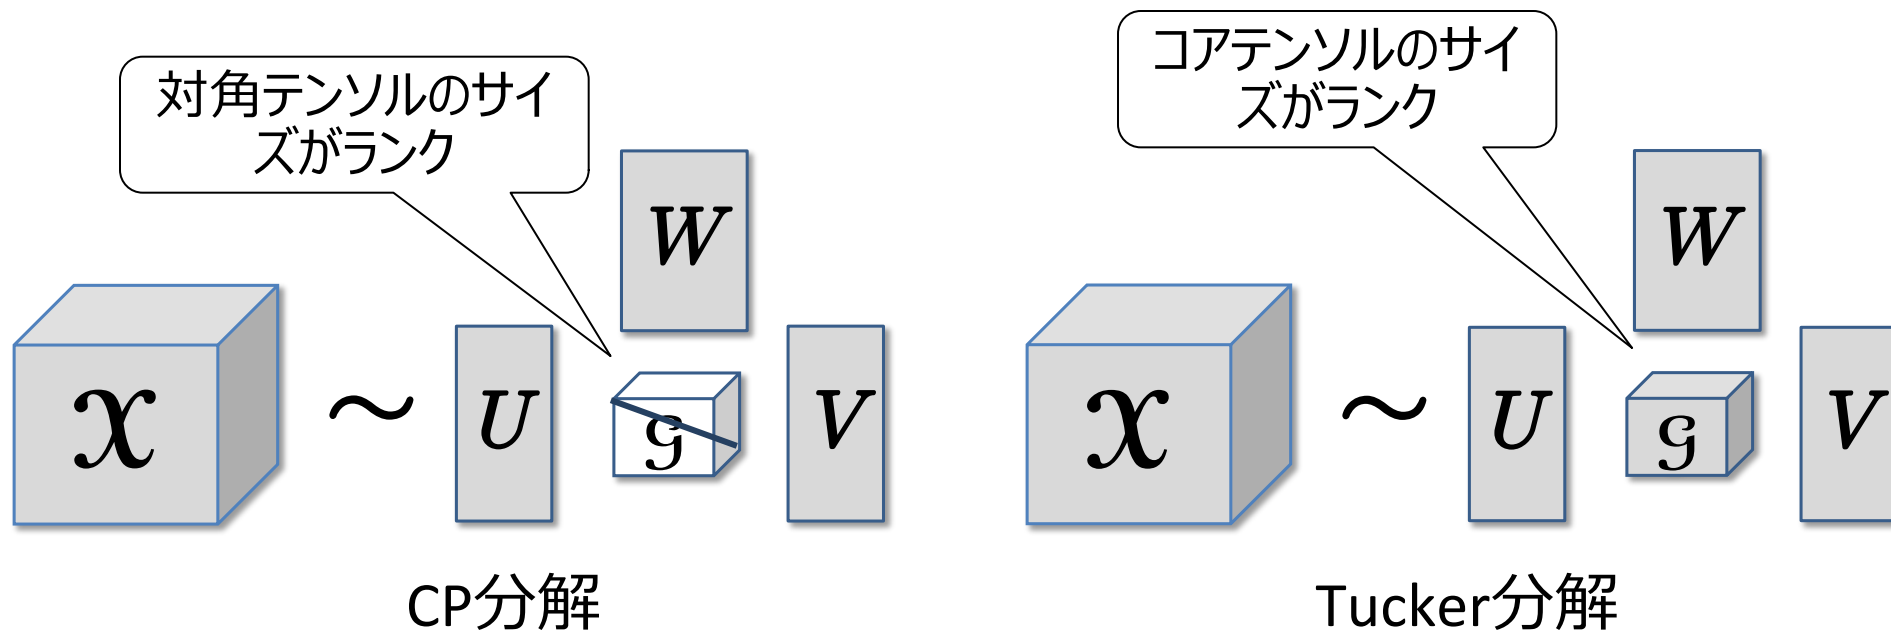 対角テンソルのサイ
ズがランク
W
X
～
U
G
V
CP分解
コアテンソルのサイ
ズがランク
W
X
～
U
G
V
Tucker分解